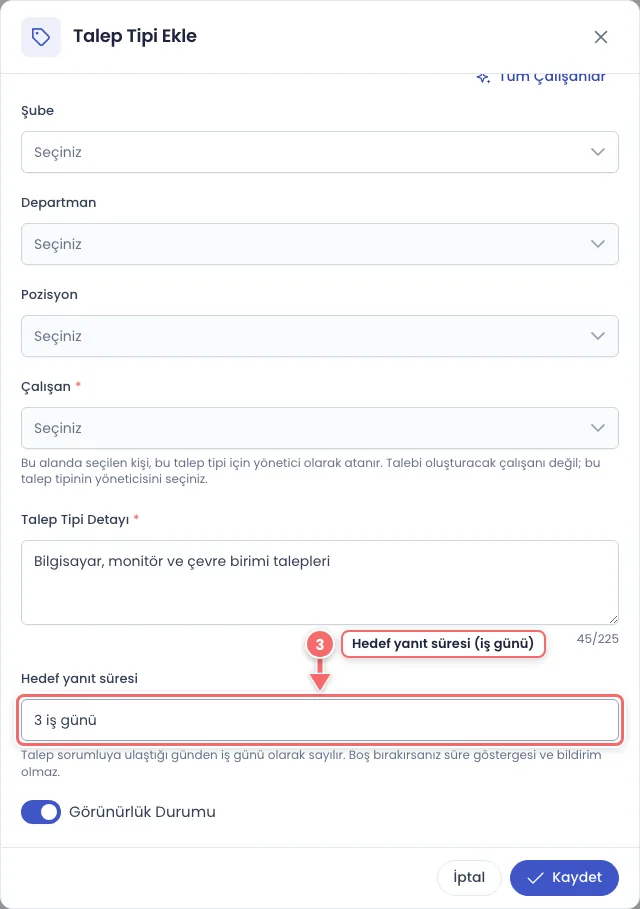 Talep Tipi Ekle
Tüm Çalışanlar
Şube
Seçiniz
Departman
Seçiniz
Pozisyon
Seçiniz
Çalışan *
Seçiniz
Bu alanda seçilen kişi, bu talep tipi için yönetici olarak atanır. Talebi oluşturacak çalışanı değil; bu
talep tipinin yöneticisini seçiniz.
Talep Tipi Detayı *
Bilgisayar, monitör ve çevre birimi talepleri
45/225
3 Hedef yanıt süresi (iş günü)
Hedef yanıt süresi
3 iş günü
Talep sorumluya ulaştığı günden iş günü olarak sayılır. Boş bırakırsanız süre göstergesi ve bildirim
olmaz.
Görünürlük Durumu
İptal
Kaydet